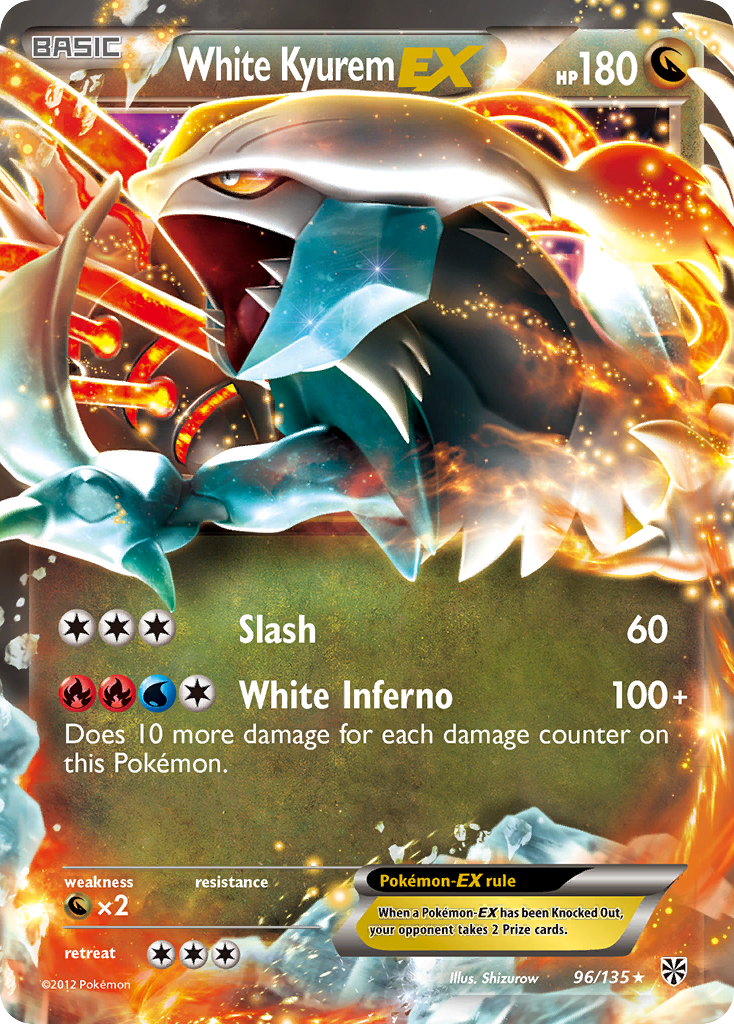 BASIC White Kyurem EX HP180
Slash 60
White Inferno 100+
Does 10 more damage for each damage counter on
this Pokémon.
weakness resistance
×2
Pokémon-EX rule
When a Pokémon-EX has been Knocked Out,
your opponent takes 2 Prize cards.
retreat
©2012 Pokémon
Illus. Shizurow 96/135★